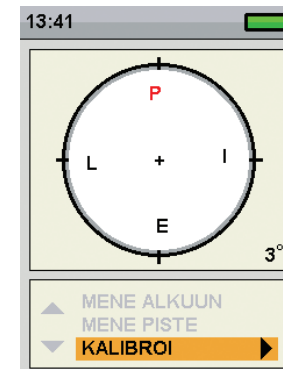 13:41
P
L + I
E
3°
MENE ALKUUN
MENE PISTE
KALIBROI